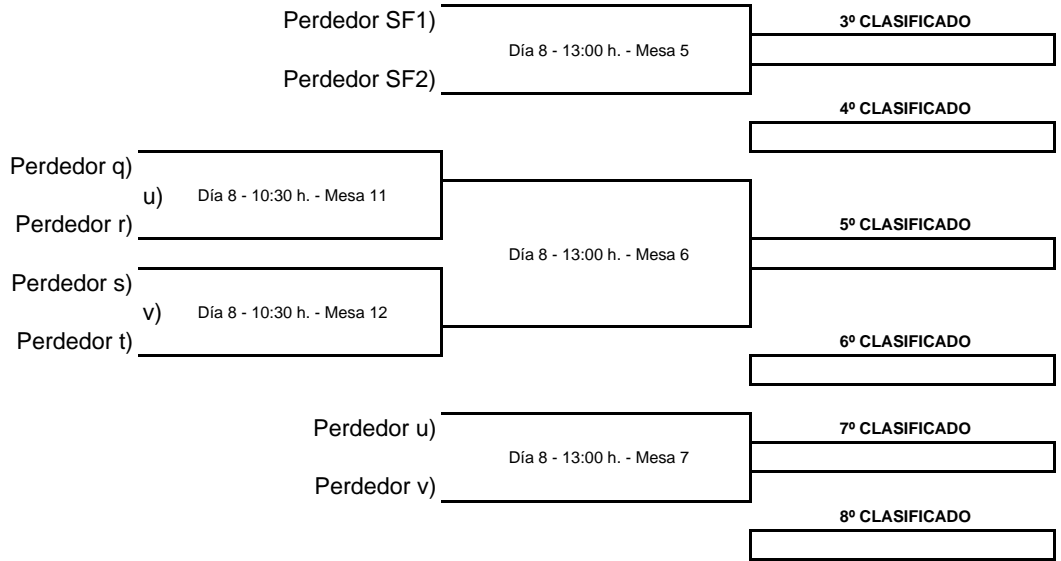 Perdedor SF1)
3º CLASIFICADO
Día 8 - 13:00 h. - Mesa 5
Perdedor SF2)
4º CLASIFICADO
Perdedor q)
u) Día 8 - 10:30 h. - Mesa 11
Perdedor r)
5º CLASIFICADO
Día 8 - 13:00 h. - Mesa 6
Perdedor s)
v) Día 8 - 10:30 h. - Mesa 12
Perdedor t)
6º CLASIFICADO
Perdedor u)
7º CLASIFICADO
Día 8 - 13:00 h. - Mesa 7
Perdedor v)
8º CLASIFICADO